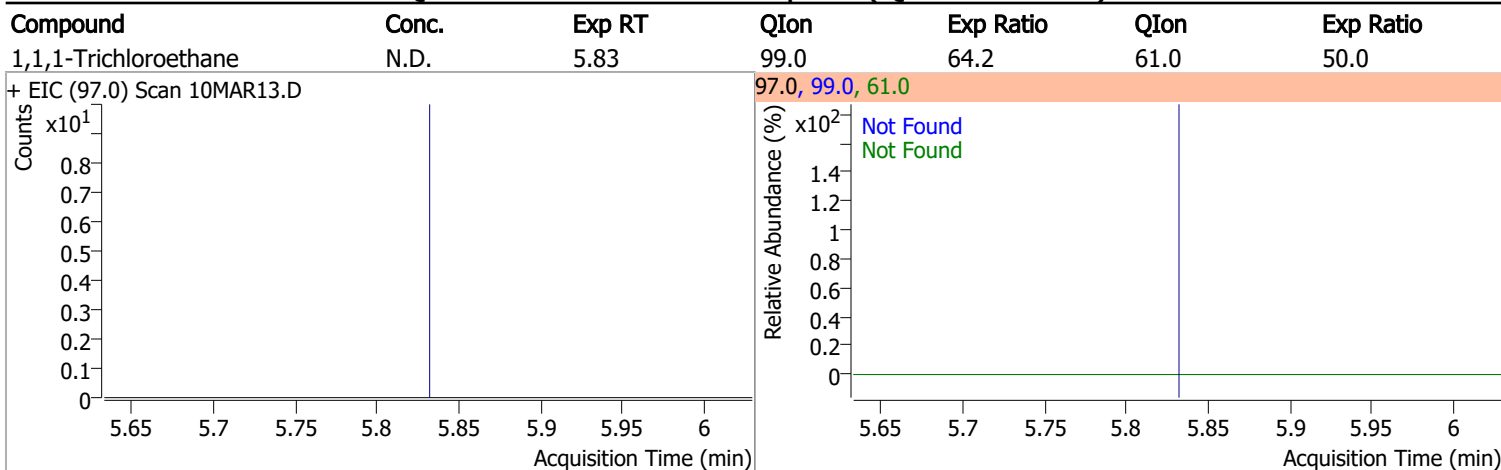 Compound Conc. Exp RT QIon Exp Ratio QIon Exp Ratio
1,1,1-Trichloroethane N.D. 5.83 99.0 64.2 61.0 50.0
+ EIC (97.0) Scan 10MAR13.D
Counts
x10^1
0.8
0.7
0.6
0.5
0.4
0.3
0.2
0.1
0
5.65 5.7 5.75 5.8 5.85 5.9 5.95 6
Acquisition Time (min)
97.0, 99.0, 61.0
Relative Abundance (%)
x10^2
Not Found
Not Found
1.4
1.2
1
0.8
0.6
0.4
0.2
0
5.65 5.7 5.75 5.8 5.85 5.9 5.95 6
Acquisition Time (min)